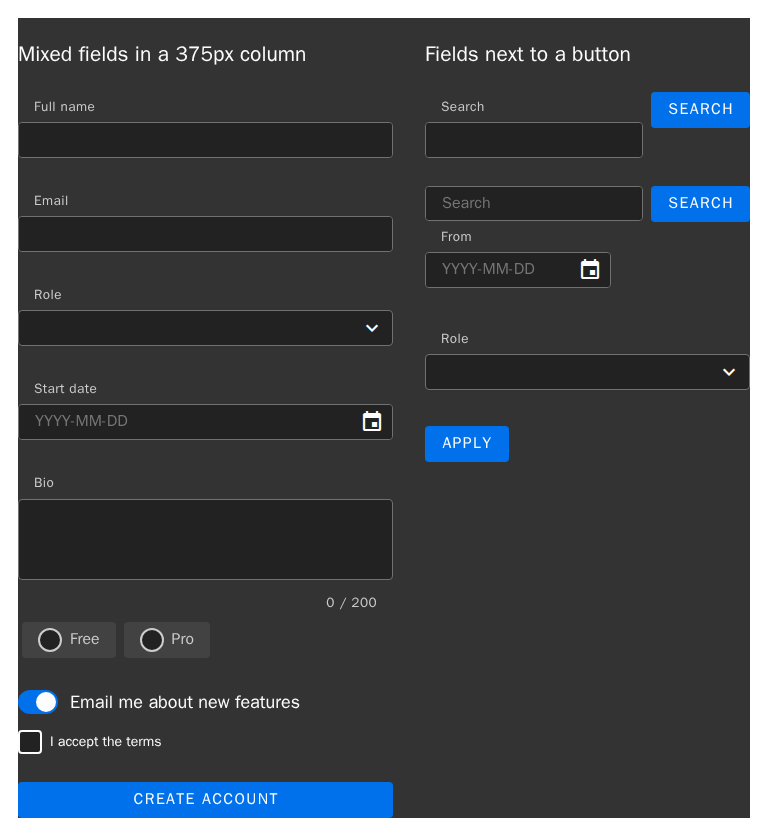 Mixed fields in a 375px column
Full name
Email
Role
Start date
YYYY-MM-DD
Bio
0 / 200
Free
Pro
Email me about new features
I accept the terms
CREATE ACCOUNT
Fields next to a button
Search
SEARCH
Search
SEARCH
From
YYYY-MM-DD
Role
APPLY